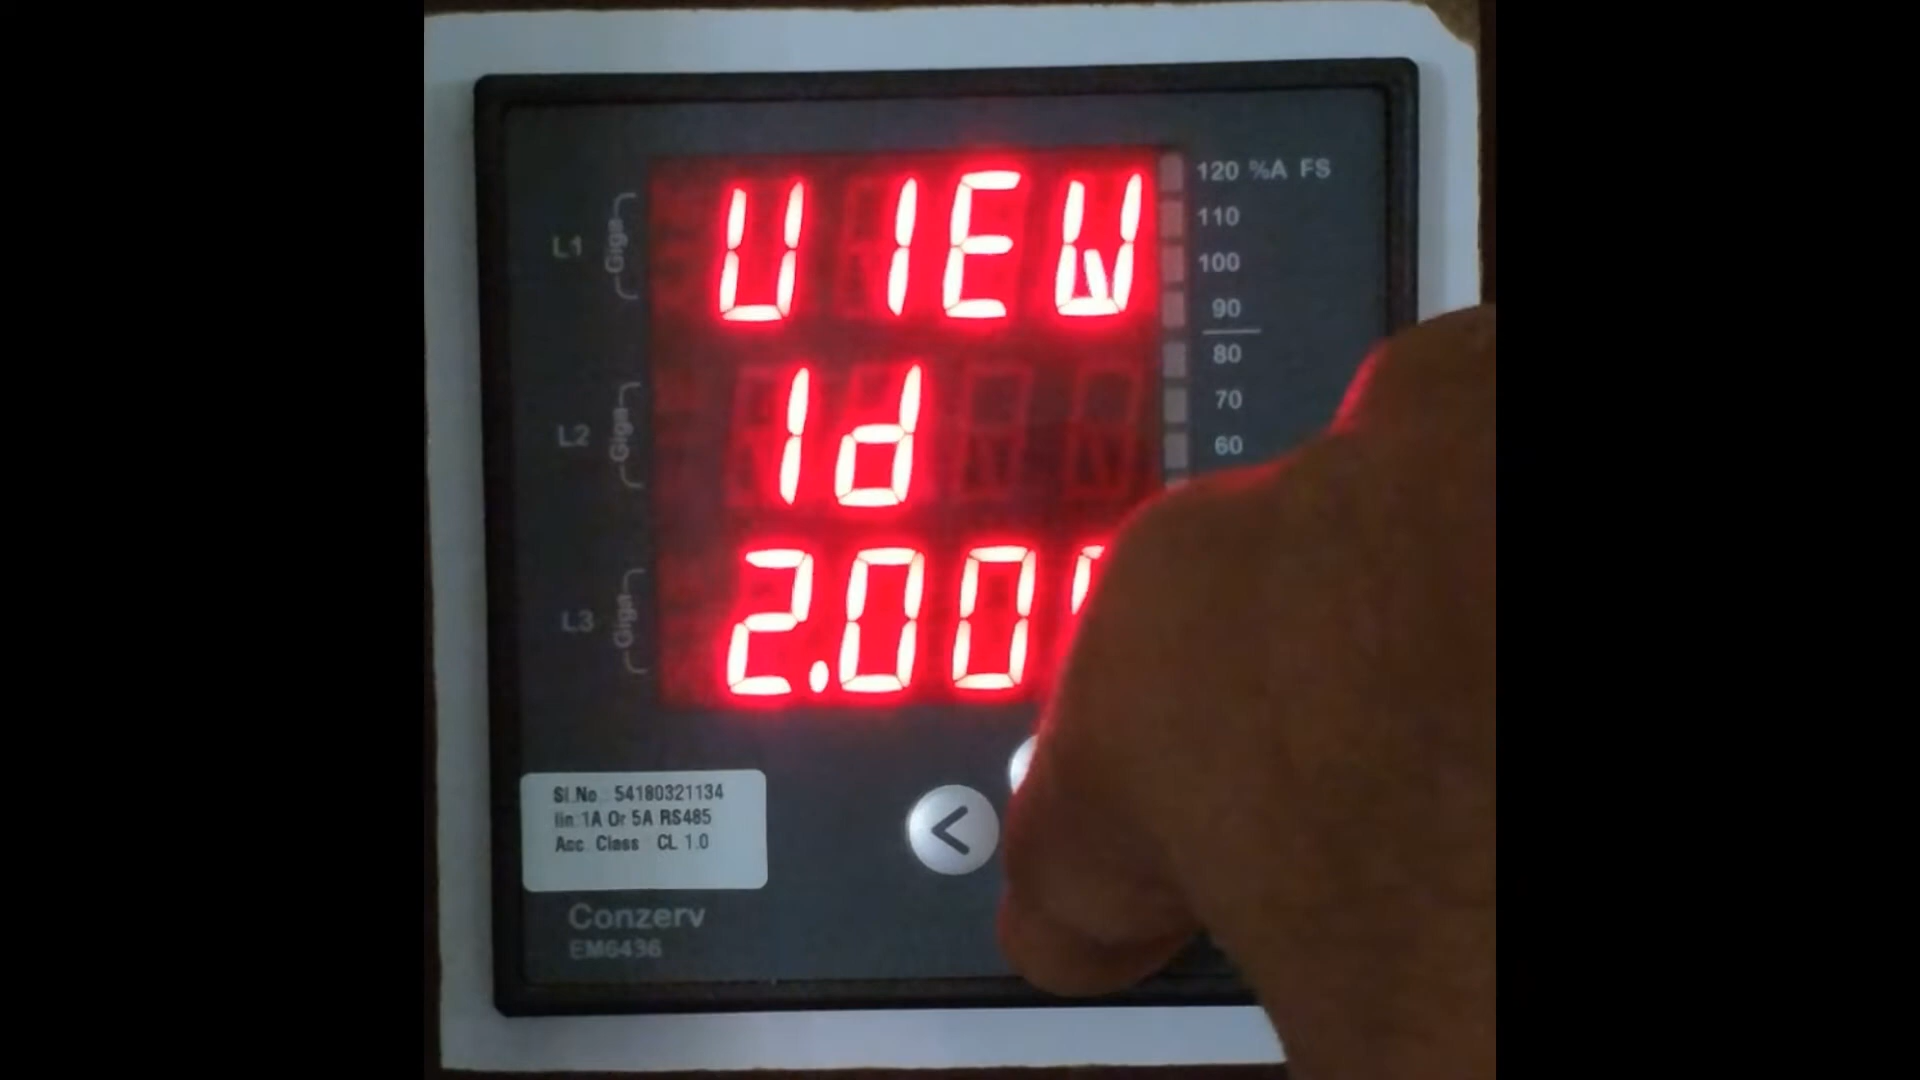 VIEW
Id
2.00
120 %A FS
110
100
90
80
70
60
L1
Giga
L2
Giga
L3
Giga
<
Sl.No : 54180321134
Iin:1A Or 5A RS485
Acc. Class : CL 1.0
Conzerv
EM6436